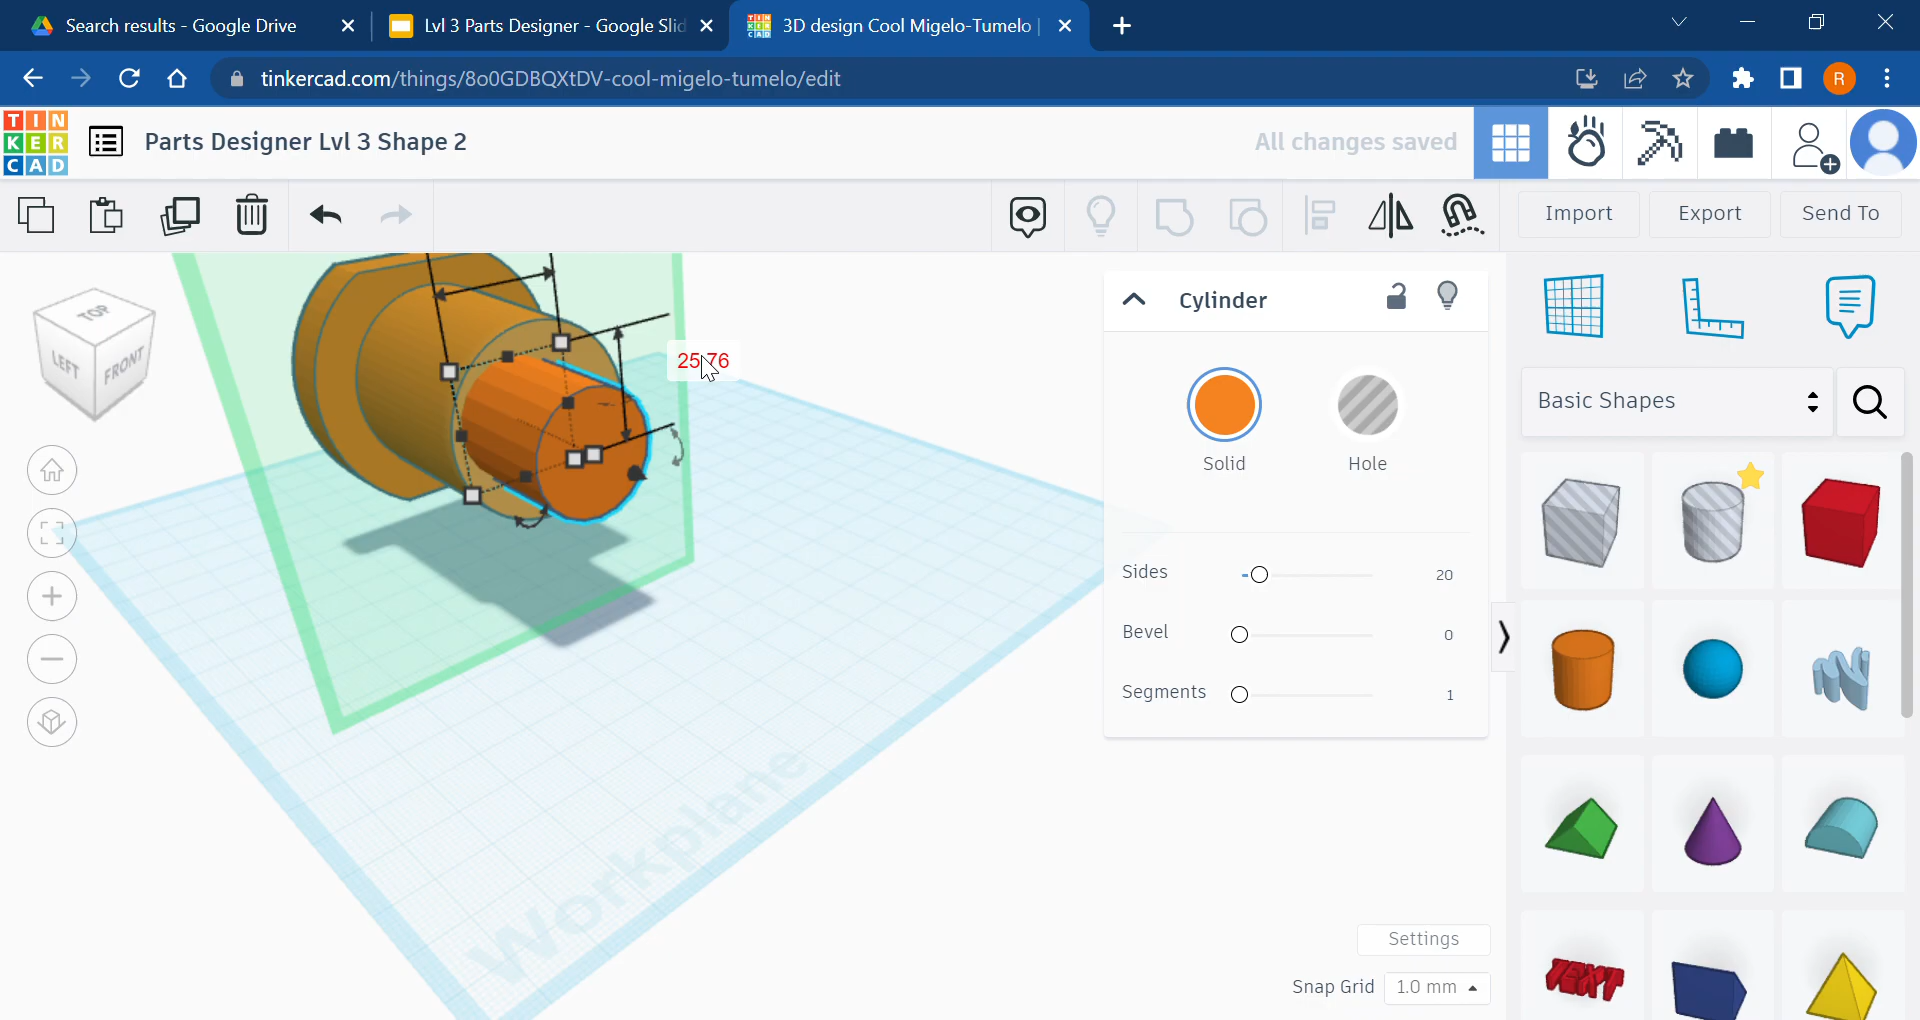 Search results - Google Drive
Lvl 3 Parts Designer - Google Slid
3D design Cool Migelo-Tumelo |
tinkercad.com/things/8o0GDBQXtDV-cool-migelo-tumelo/edit
R
TIN
KER
CAD
Parts Designer Lvl 3 Shape 2
All changes saved
Import
Export
Send To
TOP
LEFT
FRONT
25.76
Cylinder
Solid
Hole
Sides
20
Bevel
0
Segments
1
Basic Shapes
TEXT
Workplane
Settings
Snap Grid
1.0 mm